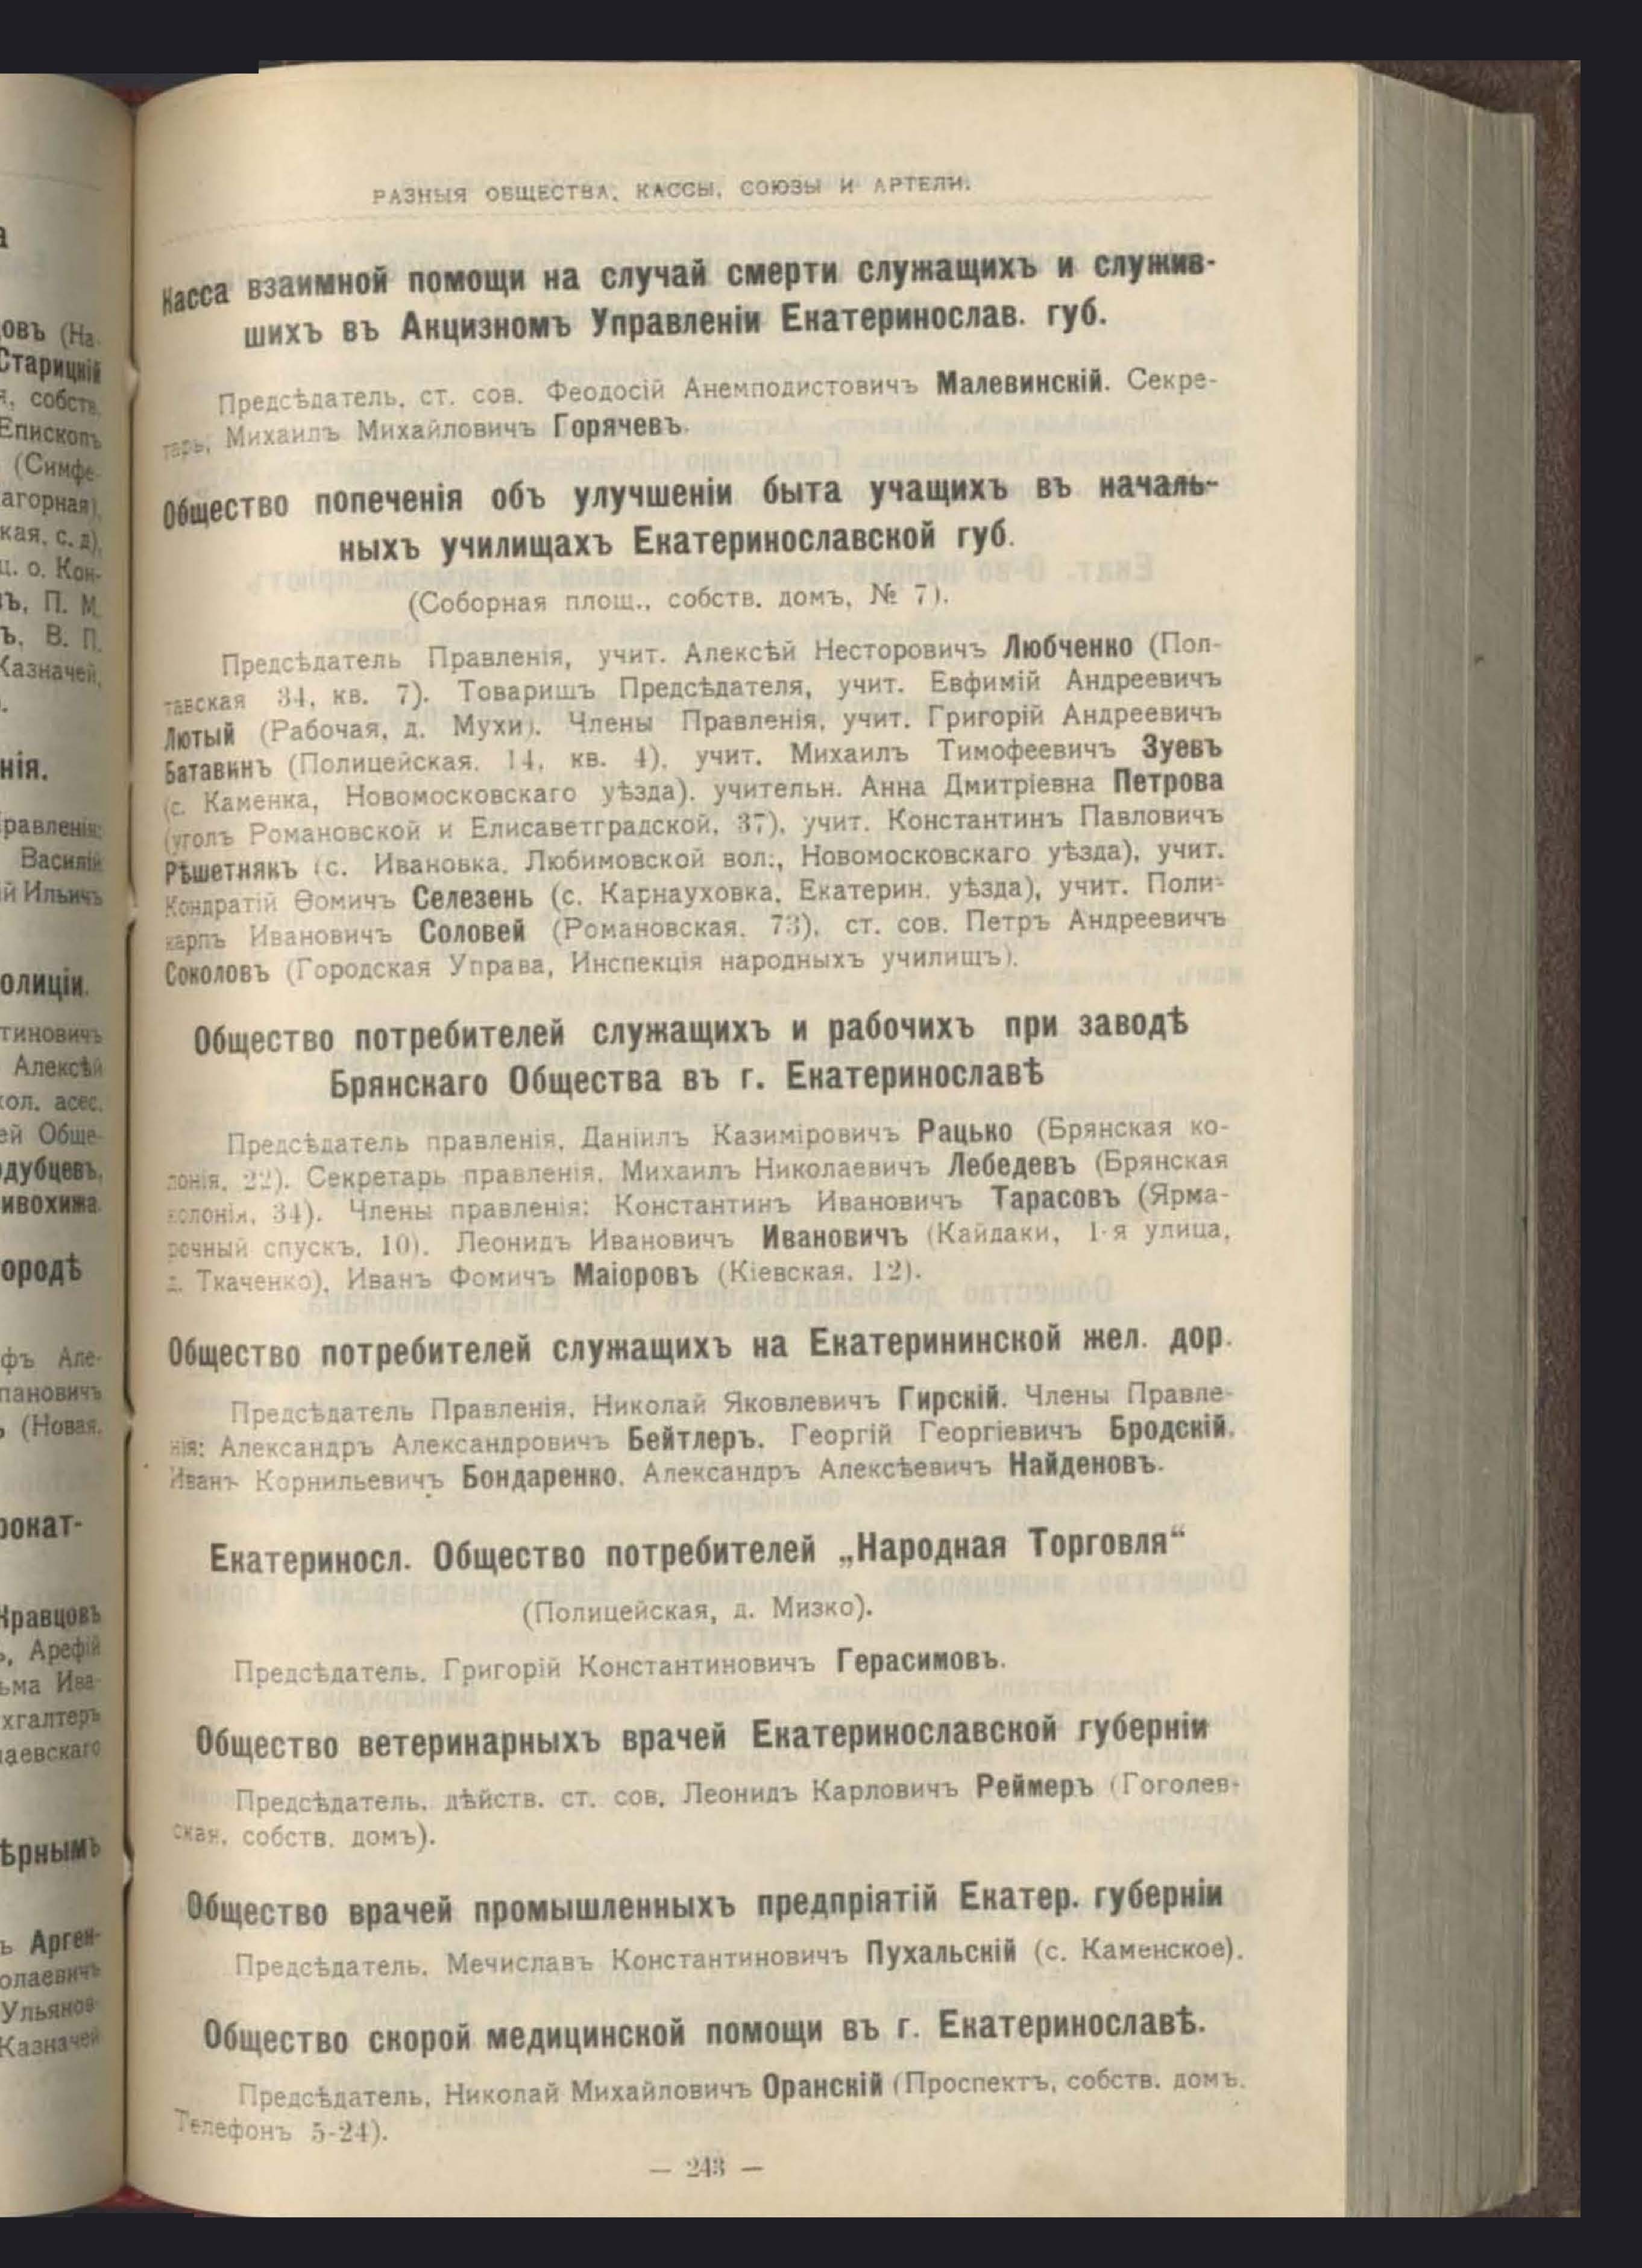 РАЗНЫЯ ОБЩЕСТВА, КАССЫ, СОЮЗЫ И АРТЕЛИ.
Касса взаимной помощи на случай смерти служащихъ и служив-
шихъ въ Акцизномъ Управленіи Екатеринослав. губ.
Предсѣдатель, ст. сов. Феодосій Анемподистовичъ Малевинскій. Секре-
тарь, Михаилъ Михайловичъ Горячевъ.
Общество попеченія объ улучшеніи быта учащихъ въ началь-
ныхъ училищахъ Екатеринославской губ.
(Соборная площ., собств. домъ, № 7).
Предсѣдатель Правленія, учит. Алексѣй Несторовичъ Любченко (Пол-
тавская 34, кв. 7). Товарищъ Предсѣдателя, учит. Евфимій Андреевичъ
Лютый (Рабочая, д. Мухи). Члены Правленія, учит. Григорій Андреевичъ
Батавинъ (Полицейская, 14, кв. 4), учит. Михаилъ Тимофеевичъ Зуевъ
(с. Каменка, Новомосковскаго уѣзда), учительн. Анна Дмитріевна Петрова
(уголъ Романовской и Елисаветградской, 37), учит. Константинъ Павловичъ
Рѣшетнякъ (с. Ивановка, Любимовской вол., Новомосковскаго уѣзда), учит.
Кондратій Ѳомичъ Селезень (с. Карнауховка, Екатерин. уѣзда), учит. Поли-
карпъ Ивановичъ Соловей (Романовская, 73), ст. сов. Петръ Андреевичъ
Соколовъ (Городская Управа, Инспекція народныхъ училищъ).
Общество потребителей служащихъ и рабочихъ при заводѣ
Брянскаго Общества въ г. Екатеринославѣ
Предсѣдатель правленія, Даніилъ Казиміровичъ Рацько (Брянская ко-
лонія, 22). Секретарь правленія, Михаилъ Николаевичъ Лебедевъ (Брянская
колонія, 34). Члены правленія: Константинъ Ивановичъ Тарасовъ (Ярма-
рочный спускъ, 10), Леонидъ Ивановичъ Ивановичъ (Кайдаки, 1-я улица,
д. Ткаченко), Иванъ Фомичъ Маіоровъ (Кіевская, 12).
Общество потребителей служащихъ на Екатерининской жел. дор.
Предсѣдатель Правленія, Николай Яковлевичъ Гирскій. Члены Правле-
нія: Александръ Александровичъ Бейтлеръ, Георгій Георгіевичъ Бродскій,
Иванъ Корнильевичъ Бондаренко, Александръ Алексѣевичъ Найденовъ.
Екатеринослʺ. Общество потребителей „Народная Торговля“
(Полицейская, д. Мизко).
Предсѣдатель, Григорій Константиновичъ Герасимовъ.
Общество ветеринарныхъ врачей Екатеринославской губерніи
Предсѣдатель, дѣйств. ст. сов. Леонидъ Карловичъ Реймеръ (Гоголев-
ская, собств. домъ).
Общество врачей промышленныхъ предпріятій Екатер. губерніи
Предсѣдатель, Мечиславъ Константиновичъ Пухальскій (с. Каменское).
Общество скорой медицинской помощи въ г. Екатеринославѣ.
Предсѣдатель, Николай Михайловичъ Оранскій (Проспектъ, собств. домъ.
Телефонъ 5-24).
— 243 —